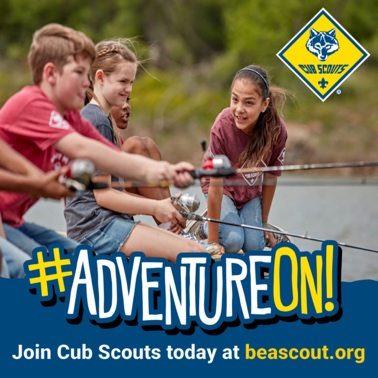 CUB SCOUTS
#ADVENTUREON!
Join Cub Scouts today at beascout.org